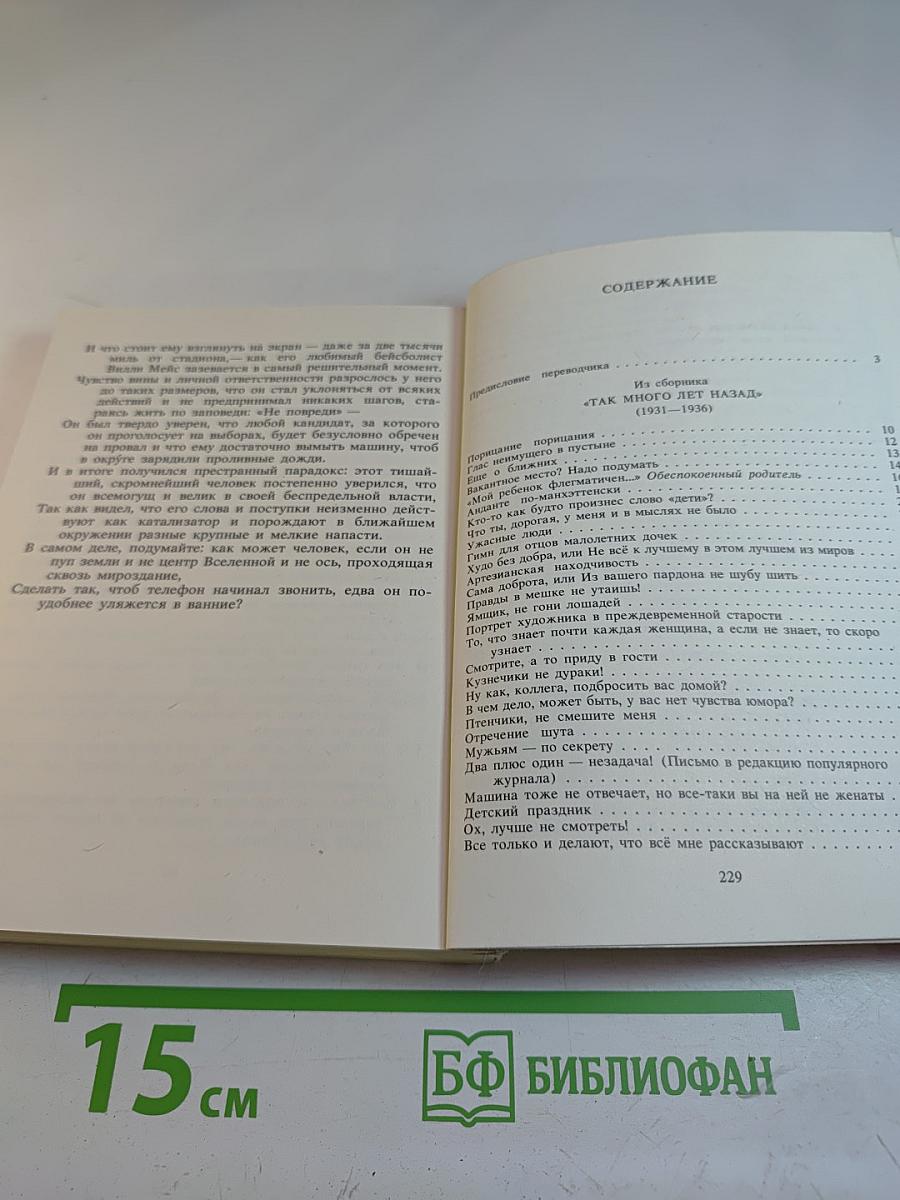 И что стоит ему взглянуть на экран — даже за две тысячи
миль от стадиона,— как его любимый бейсболист
Вилли Мейс зазевается в самый решительный момент.
Чувство вины и личной ответственности разрослось у него
до таких размеров, что он стал уклоняться от всяких
действий и не предпринимал никаких шагов, ста-
раясь жить по заповеди: «Не повреди» —
Он был твердо уверен, что любой кандидат, за которого
он проголосует на выборах, будет безусловно обречен
на провал и что ему достаточно вымыть машину, чтоб
в округе зарядили проливные дожди.
И в итоге получился престранный парадокс: этот тишай-
ший, скромнейший человек постепенно уверился, что
он всемогущ и велик в своей беспредельной власти,
Так как видел, что его слова и поступки неизменно дейст-
вуют как катализатор и порождают в ближайшем
окружении разные крупные и мелкие напасти.
В самом деле, подумайте: как может человек, если он не
пуп земли и не центр Вселенной и не ось, проходящая
сквозь мироздание,
Сделать так, чтоб телефон начинал звонить, едва он по-
удобнее уляжется в ванние?
СОДЕРЖАНИЕ
Предисловие переводчика . . . . . . . . . . . . . . . . . . . . 3
Из сборника
«ТАК МНОГО ЛЕТ НАЗАД»
(1931—1936)
Порицание порицания . . . . . . . . . . . . . . . . . . . . 10
Глас неимущего в пустыне . . . . . . . . . . . . . . . . . . 12
Еще о ближних . . . . . . . . . . . . . . . . . . . . . . . 13
Вакантное место? Надо подумать . . . . . . . . . . . . . . 14
«Мой ребенок флегматичен...» Обеспокоенный родитель . . . . . .
Анданте по-манхэттенски . . . . . . . . . . . . . . . . . .
Кто-то как будто произнес слово «дети»? . . . . . . . . . .
Что ты, дорогая, у меня и в мыслях не было . . . . . . . .
Ужасные люди . . . . . . . . . . . . . . . . . . . . . . .
Гимн для отцов малолетних дочек . . . . . . . . . . . . . .
Худо без добра, или Не всё к лучшему в этом лучшем из миров . . .
Артезианская находчивость . . . . . . . . . . . . . . . . .
Сама доброта, или Из вашего пардона не шубу шить . . . . . .
Правды в мешке не утаишь! . . . . . . . . . . . . . . . . .
Ямщик, не гони лошадей . . . . . . . . . . . . . . . . . .
Портрет художника в преждевременной старости . . . . . . . .
То, что знает почти каждая женщина, а если не знает, то скоро
узнает . . . . . . . . . . . . . . . . . . . . . . . . . .
Смотрите, а то приду в гости . . . . . . . . . . . . . . . .
Кузнечики не дураки! . . . . . . . . . . . . . . . . . . . .
Ну как, коллега, подбросить вас домой? . . . . . . . . . . .
В чем дело, может быть, у вас нет чувства юмора? . . . . . .
Птенчики, не смешите меня . . . . . . . . . . . . . . . . .
Отречение шута . . . . . . . . . . . . . . . . . . . . . . .
Мужьям — по секрету . . . . . . . . . . . . . . . . . . . .
Два плюс один — незадача! (Письмо в редакцию популярного
журнала) . . . . . . . . . . . . . . . . . . . . . . . . . .
Машина тоже не отвечает, но все-таки вы на ней не женаты . .
Детский праздник . . . . . . . . . . . . . . . . . . . . . .
Ох, лучше не смотреть! . . . . . . . . . . . . . . . . . . .
Все только и делают, что всё мне рассказывают . . . . . . . .
229
15 см
БФ БИБЛИОФАН